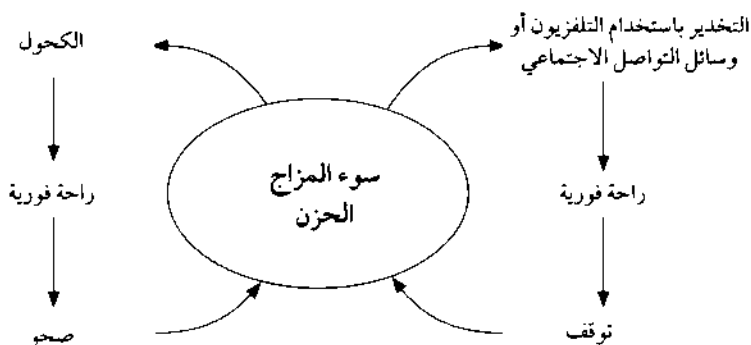 التخدير باستخدام التلفزيون أو
وسائل التواصل الاجتماعي
راحة فورية
توقف
سوء المزاج
الحزن
الكحول
راحة فورية
صحو